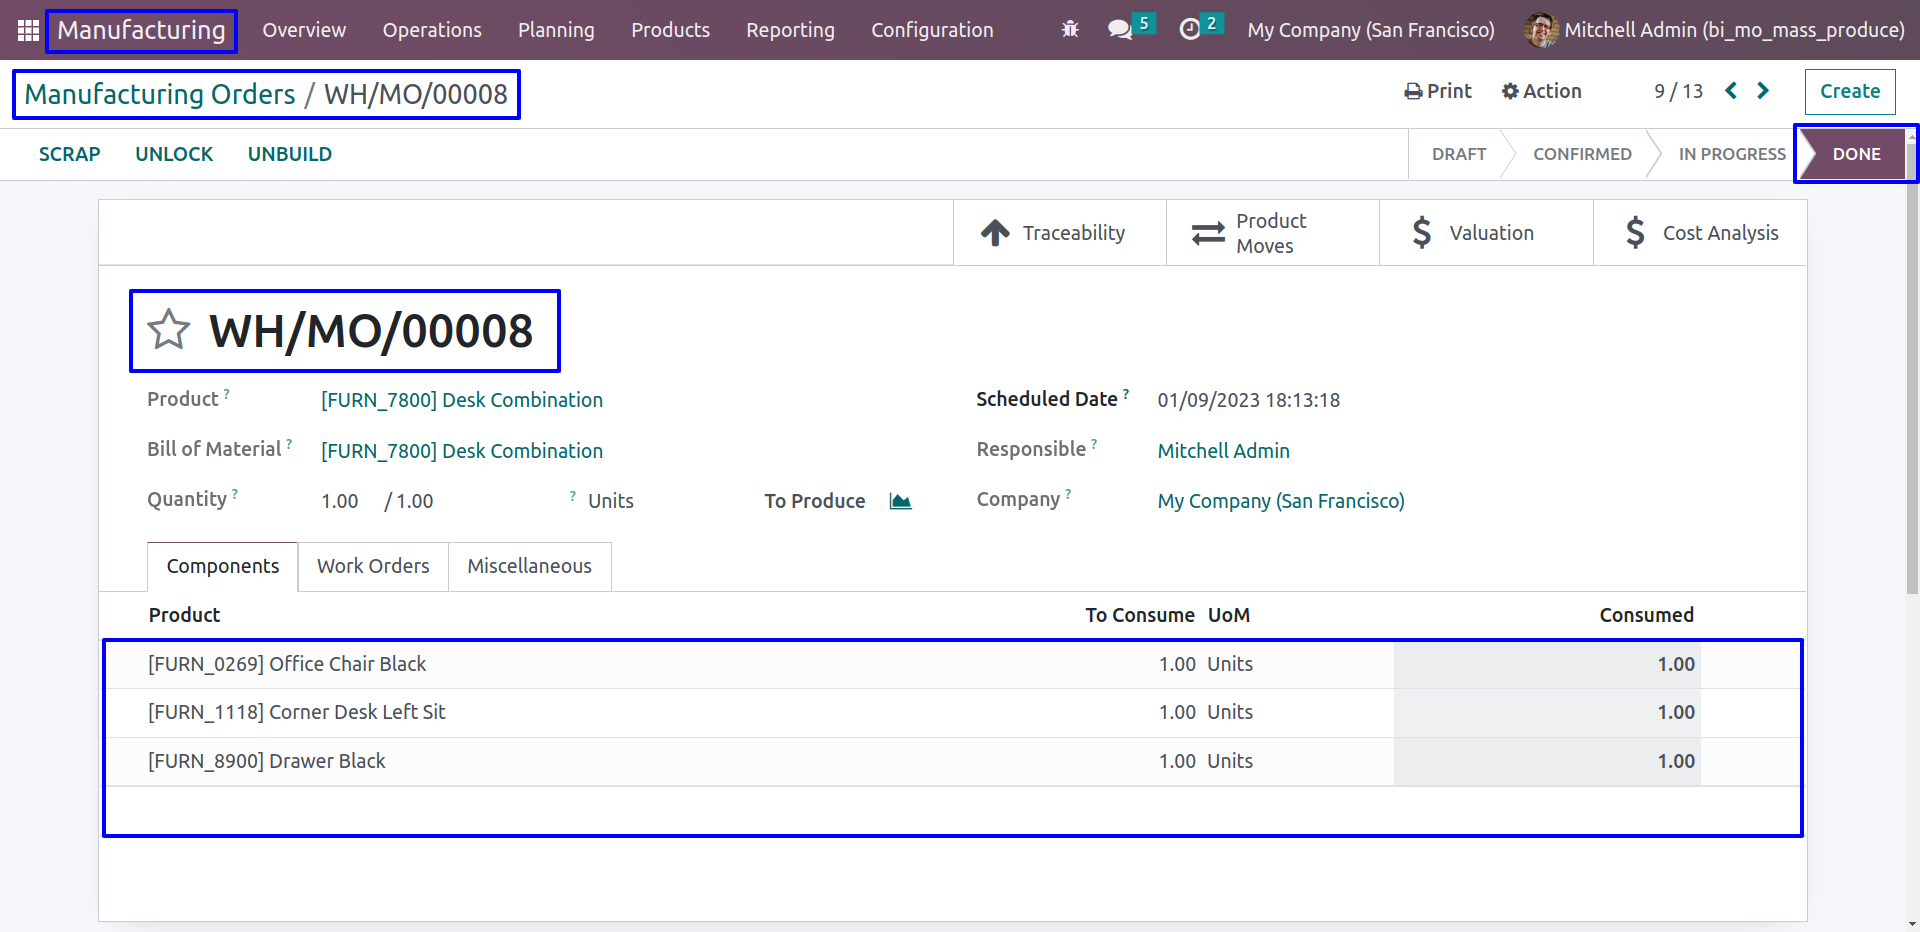 Manufacturing Overview Operations Planning Products Reporting Configuration 5 2 My Company (San Francisco) Mitchell Admin (bi_mo_mass_produce)
Manufacturing Orders / WH/MO/00008 Print Action 9 / 13 Create
SCRAP UNLOCK UNBUILD DRAFT CONFIRMED IN PROGRESS DONE
Traceability Product Moves Valuation Cost Analysis
WH/MO/00008
Product ? [FURN_7800] Desk Combination Scheduled Date ? 01/09/2023 18:13:18
Bill of Material ? [FURN_7800] Desk Combination Responsible ? Mitchell Admin
Quantity ? 1.00 / 1.00 ? Units To Produce Company ? My Company (San Francisco)
Components Work Orders Miscellaneous
Product To Consume UoM Consumed
[FURN_0269] Office Chair Black 1.00 Units 1.00
[FURN_1118] Corner Desk Left Sit 1.00 Units 1.00
[FURN_8900] Drawer Black 1.00 Units 1.00